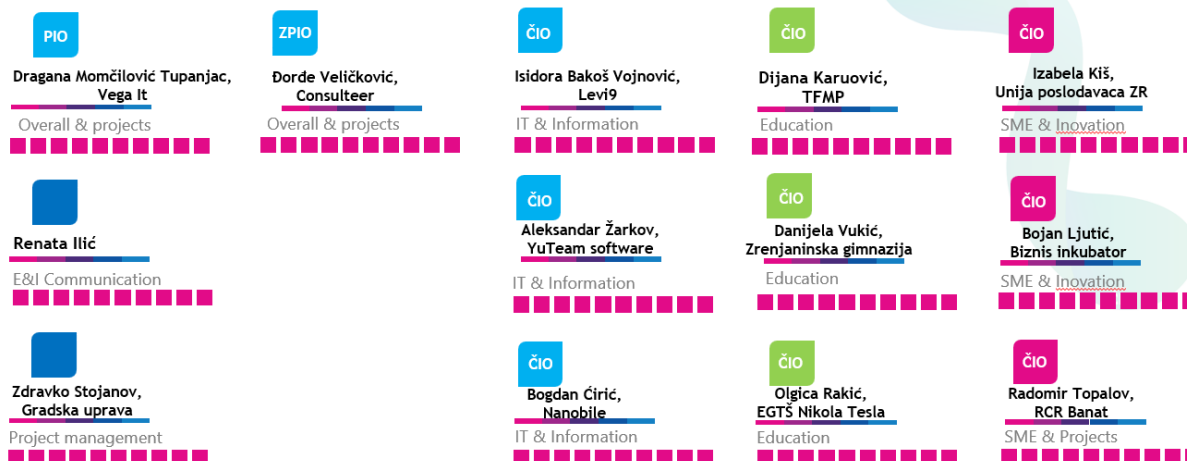 PIO
Dragana Momčilović Tupanjac,
Vega It
Overall & projects
ZPIO
Đorđe Veličković,
Consulteer
Overall & projects
ČIO
Isidora Bakoš Vojnović,
Levi9
IT & Information
ČIO
Dijana Karuović,
TFMP
Education
ČIO
Izabela Kiš,
Unija poslodavaca ZR
SME & Inovation
Renata Ilić
E&I Communication
ČIO
Aleksandar Žarkov,
YuTeam software
IT & Information
ČIO
Danijela Vukić,
Zrenjaninska gimnazija
Education
ČIO
Bojan Ljutić,
Biznis inkubator
SME & Inovation
Zdravko Stojanov,
Gradska uprava
Project management
ČIO
Bogdan Ćirić,
Nanobile
IT & Information
ČIO
Olgica Rakić,
EGTŠ Nikola Tesla
Education
ČIO
Radomir Topalov,
RCR Banat
SME & Projects